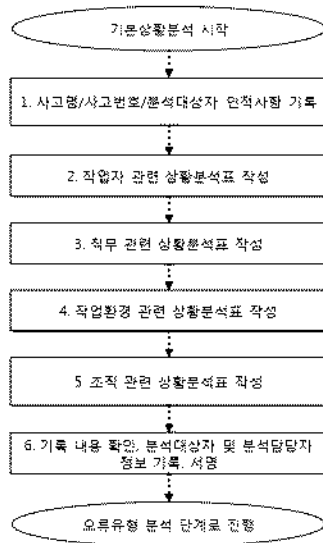 기본상황분석 시작
1. 사고명/사고번호/분석대상자 인적사항 기록
2. 작업자 관련 상황분석표 작성
3. 직무 관련 상황분석표 작성
4. 작업환경 관련 상황분석표 작성
5 조직 관련 상황분석표 작성
6. 기록 내용 확인, 분석대상자 및 분석담당자
정보 기록, 서명
오류유형 분석 단계로 진행